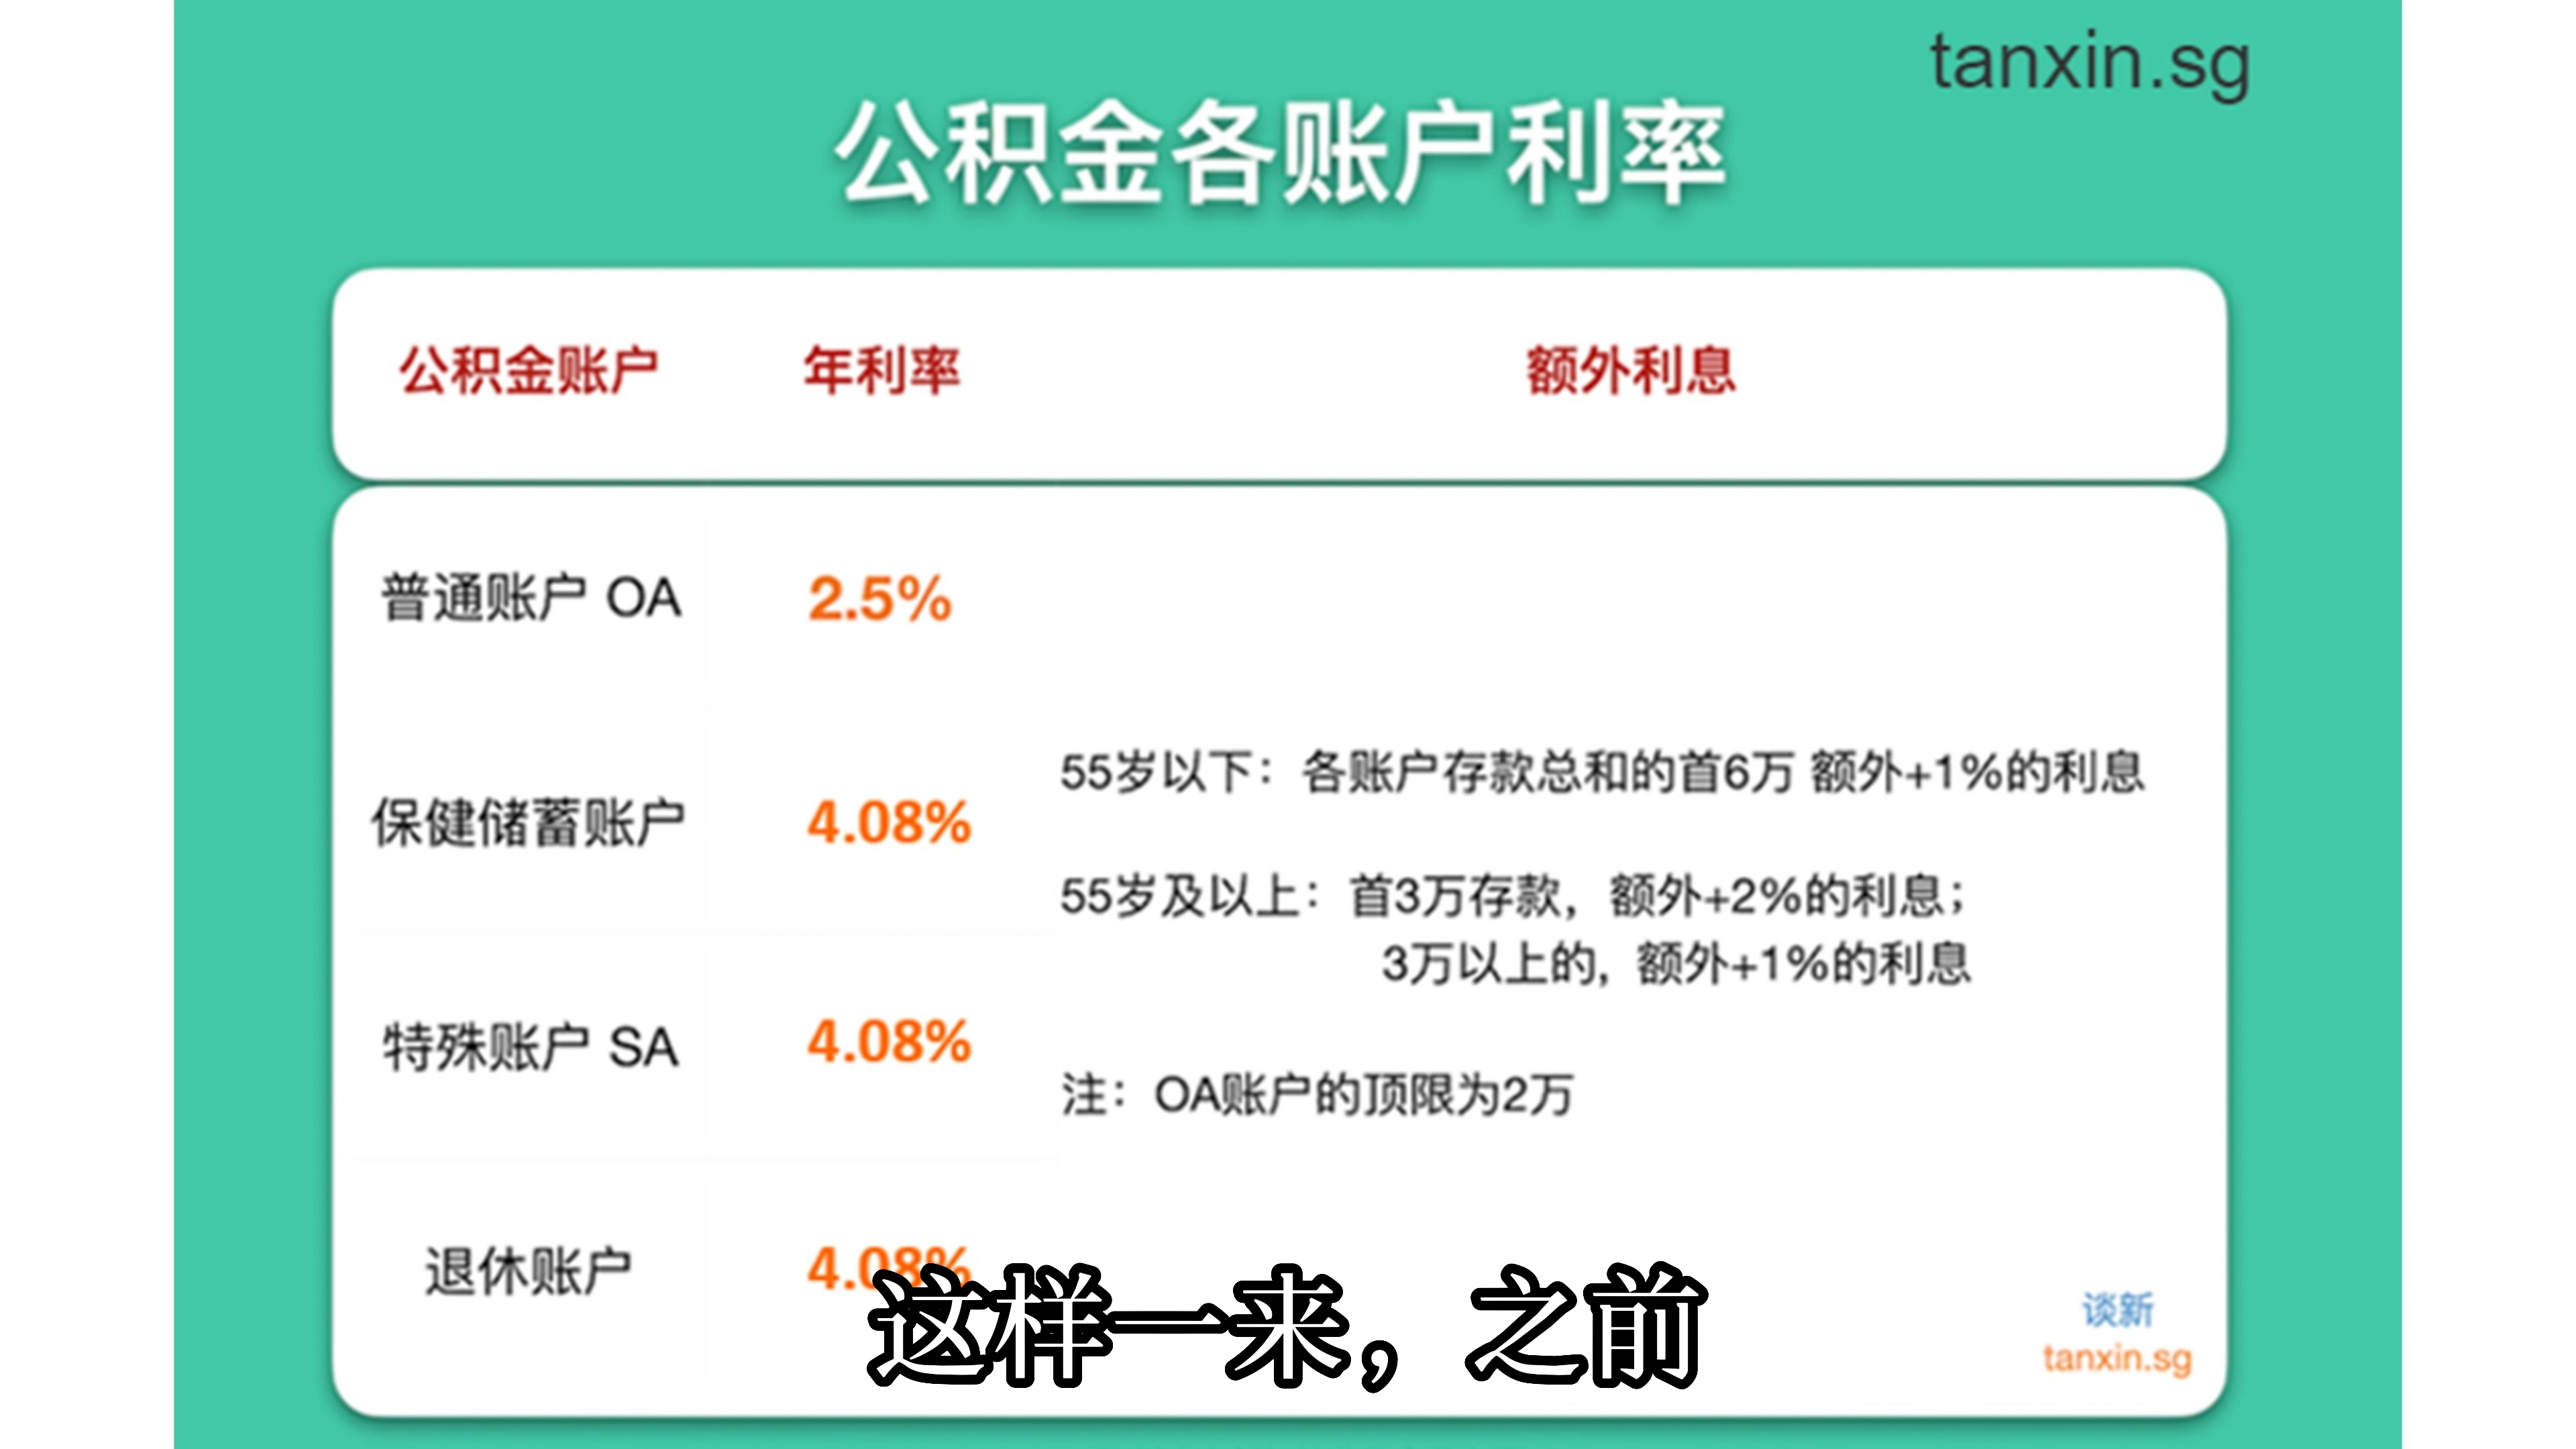 tanxin.sg
公积金各账户利率
公积金账户 年利率 额外利息
普通账户 OA 2.5%
保健储蓄账户 4.08%
特殊账户 SA 4.08%
退休账户 4.08%
55岁以下：各账户存款总和的首6万 额外+1%的利息
55岁及以上：首3万存款，额外+2%的利息；
3万以上的，额外+1%的利息
注：OA账户的顶限为2万
谈新
tanxin.sg
这样一来，之前